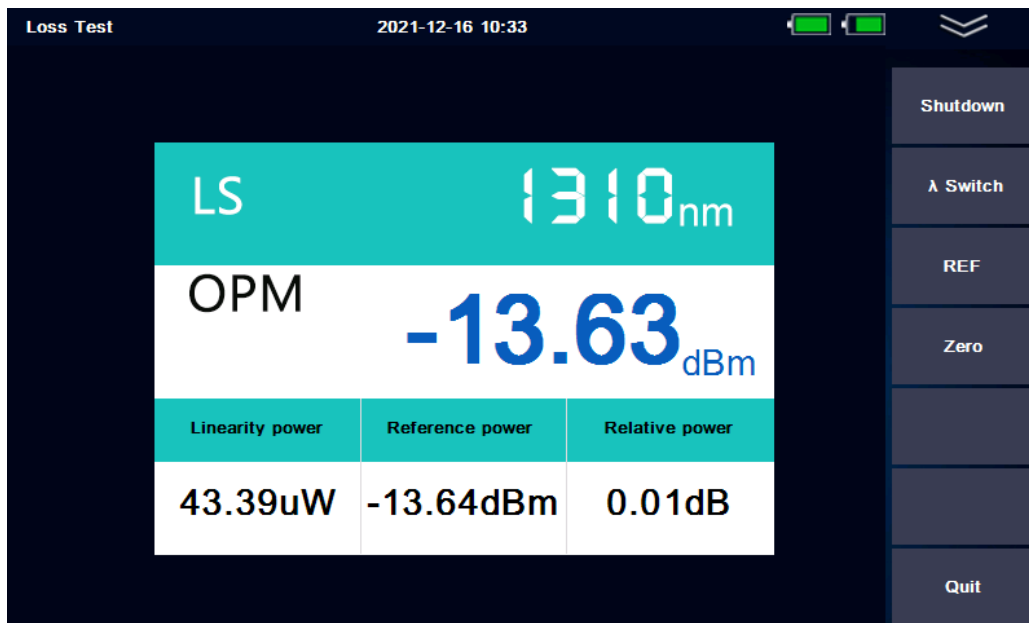 Loss Test 2021-12-16 10:33
Shutdown
LS 1310nm
λ Switch
OPM
REF
-13.63dBm
Zero
Linearity power Reference power Relative power
43.39uW -13.64dBm 0.01dB
Quit